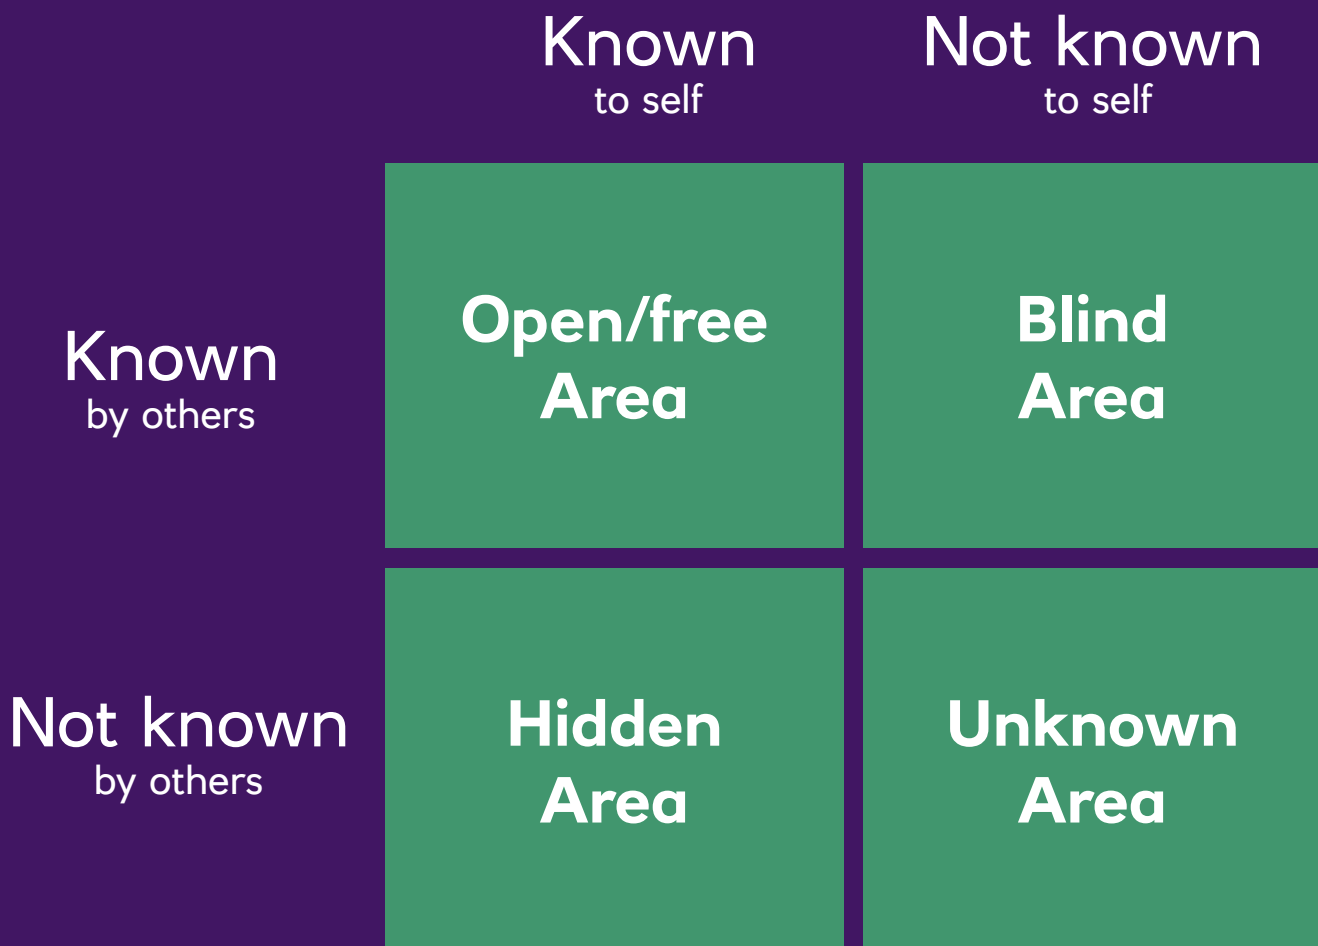 Known
to self
Not known
to self
Known
by others
Open/free
Area
Blind
Area
Not known
by others
Hidden
Area
Unknown
Area